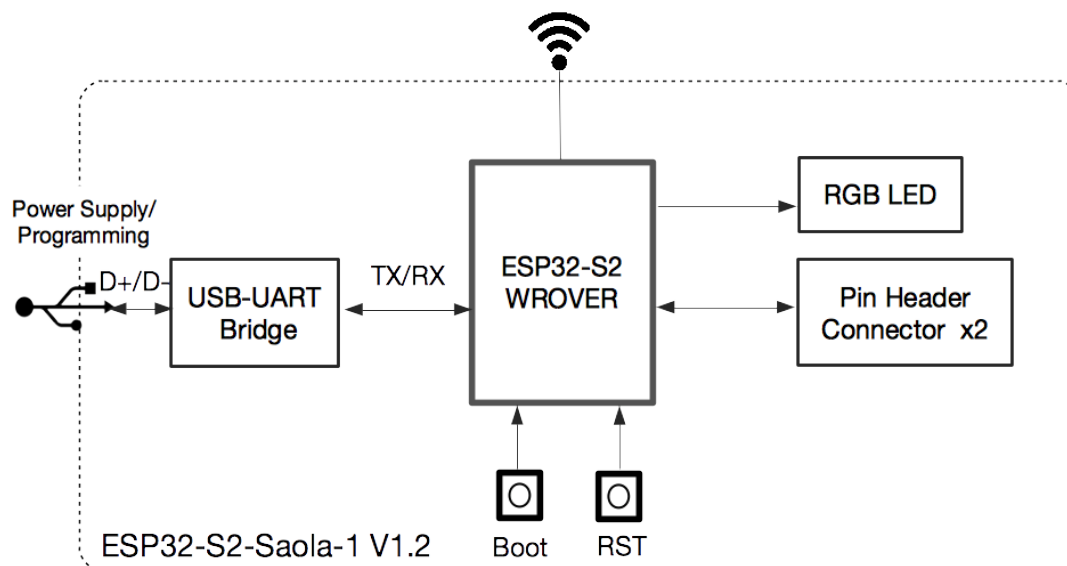 Power Supply/
Programming
D+/D-
USB-UART
Bridge
TX/RX
ESP32-S2
WROVER
RGB LED
Pin Header
Connector x2
Boot
RST
ESP32-S2-Saola-1 V1.2